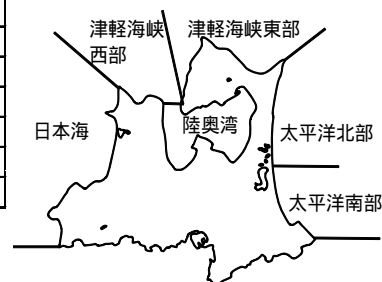 津軽海峡
西部
津軽海峡東部
日本海
陸奥湾
太平洋北部
太平洋南部